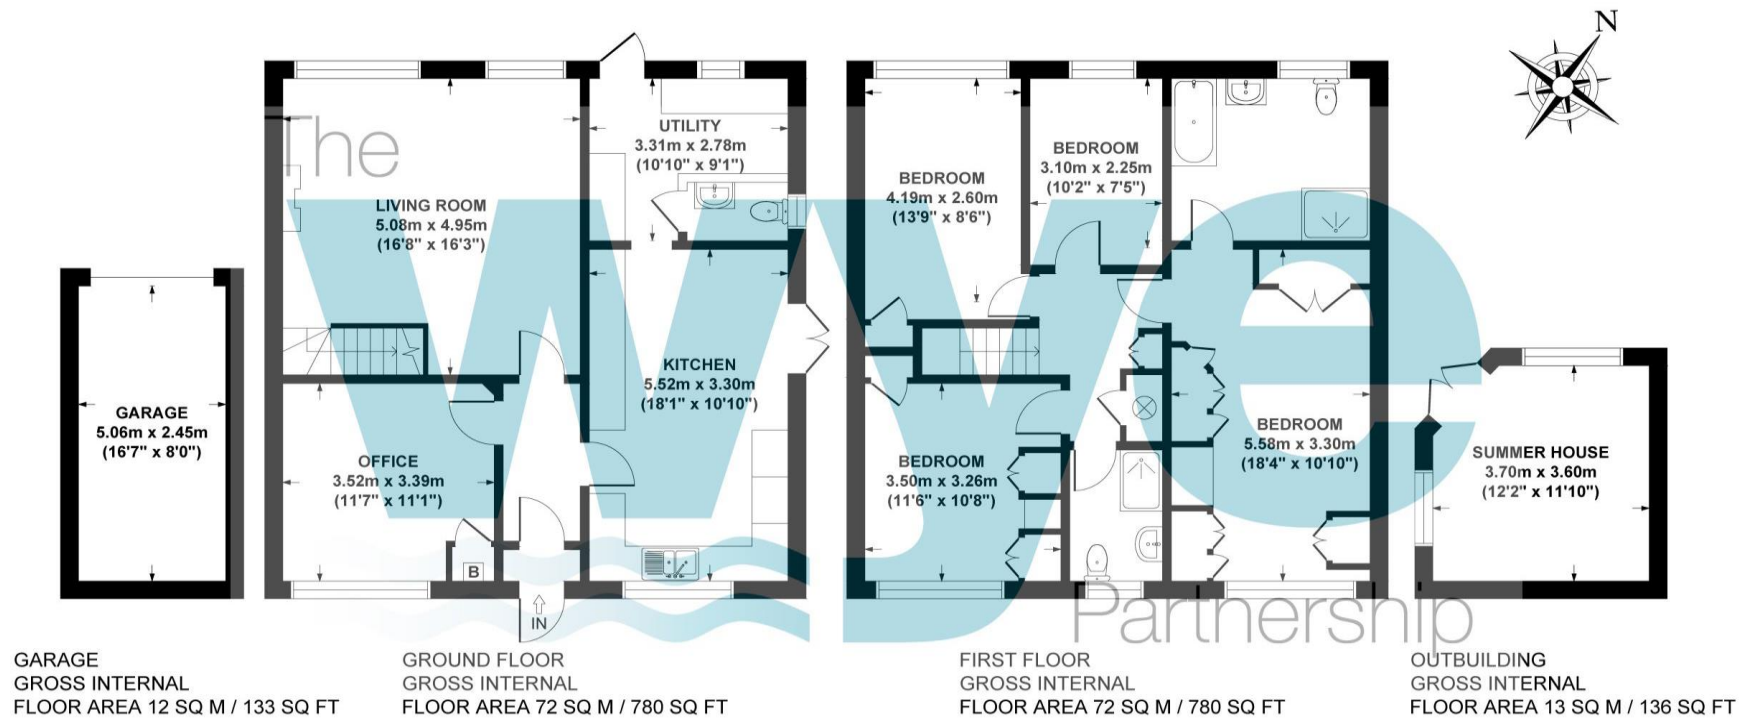 N
The
wye
Partnership
LIVING ROOM
5.08m x 4.95m
(16'8" x 16'3")
UTILITY
3.31m x 2.78m
(10'10" x 9'1")
KITCHEN
5.52m x 3.30m
(18'1" x 10'10")
OFFICE
3.52m x 3.39m
(11'7" x 11'1")
B
IN
GARAGE
5.06m x 2.45m
(16'7" x 8'0")
BEDROOM
4.19m x 2.60m
(13'9" x 8'6")
BEDROOM
3.10m x 2.25m
(10'2" x 7'5")
BEDROOM
3.50m x 3.26m
(11'6" x 10'8")
BEDROOM
5.58m x 3.30m
(18'4" x 10'10")
SUMMER HOUSE
3.70m x 3.60m
(12'2" x 11'10")
GARAGE
GROSS INTERNAL
FLOOR AREA 12 SQ M / 133 SQ FT
GROUND FLOOR
GROSS INTERNAL
FLOOR AREA 72 SQ M / 780 SQ FT
FIRST FLOOR
GROSS INTERNAL
FLOOR AREA 72 SQ M / 780 SQ FT
OUTBUILDING
GROSS INTERNAL
FLOOR AREA 13 SQ M / 136 SQ FT